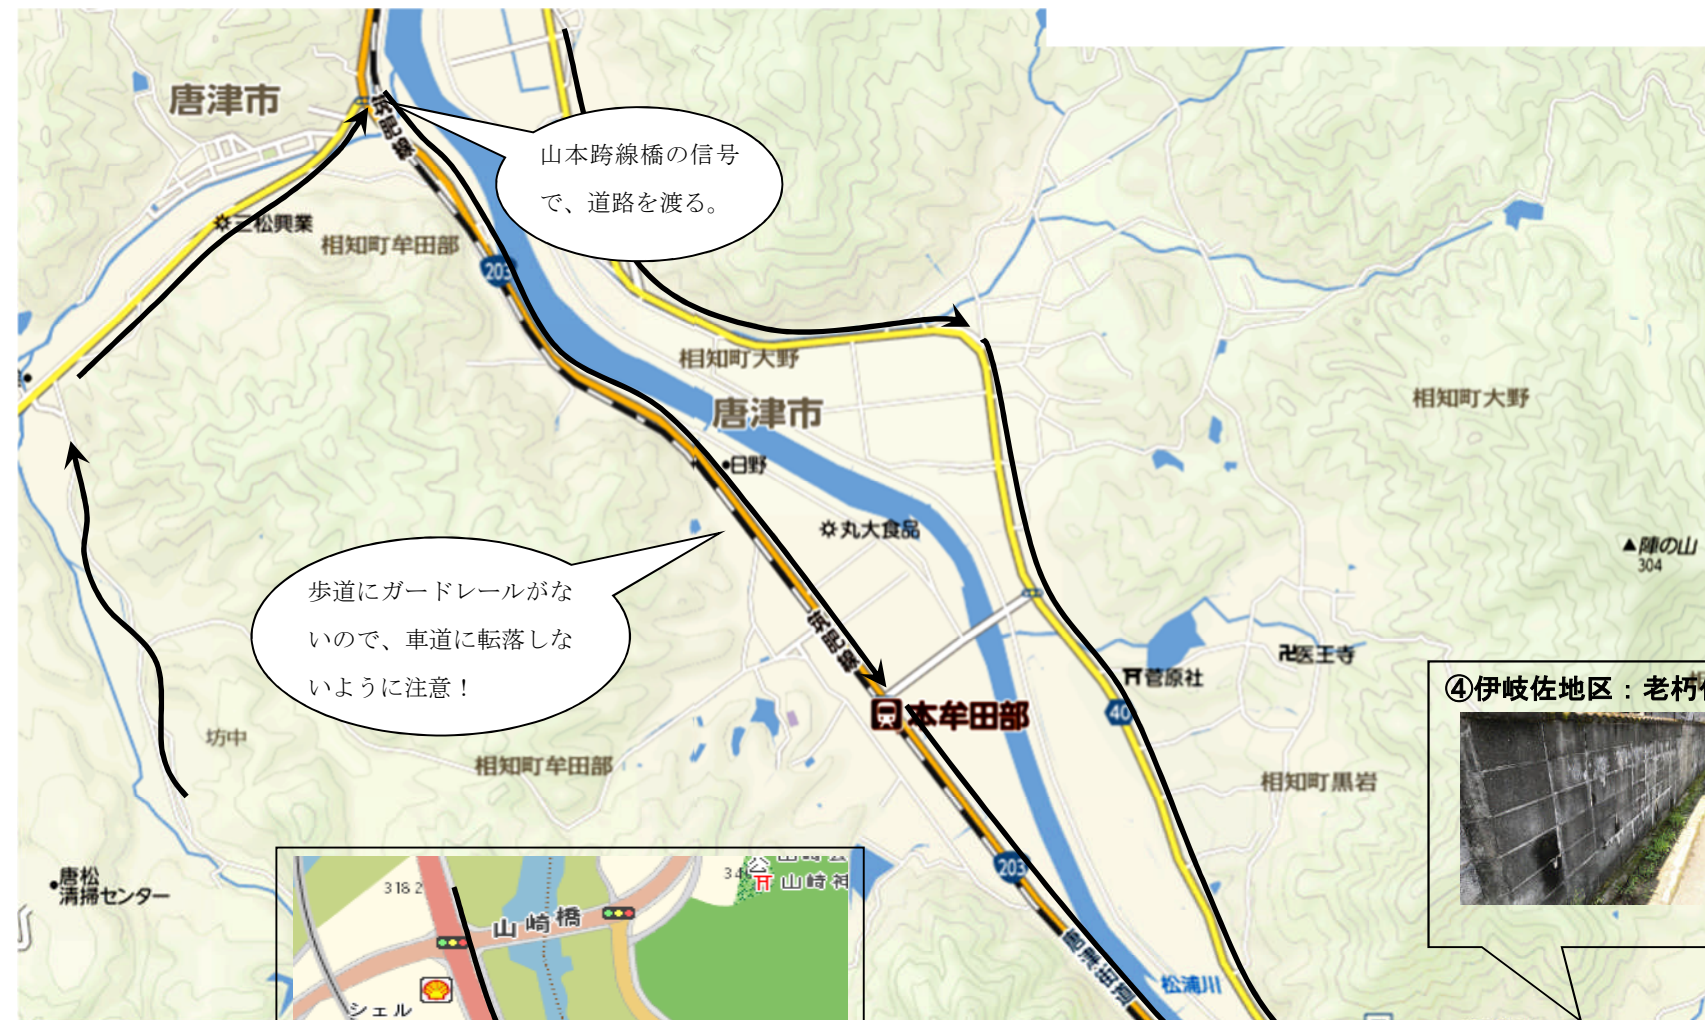 唐津市
山本跨線橋の信号
で、道路を渡る。
三松興業
相知町牟田部
203
相知町大野
唐津市
相知町大野
日野
丸大食品
陣の山
304
歩道にガードレールがな
いので、車道に転落しな
いように注意！
医王寺
菅原社
④伊岐佐地区：老朽
本牟田部
40
坊中
相知町牟田部
相知町黒岩
唐松
清掃センター
203
318 2
山崎橋
山崎神
シェル
唐津街道
松浦川